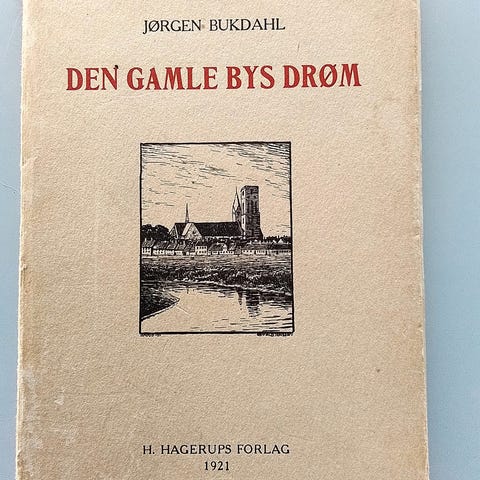 JØRGEN BUKDAHL
DEN GAMLE BYS DRØM
H. HAGERUPS FORLAG
1921